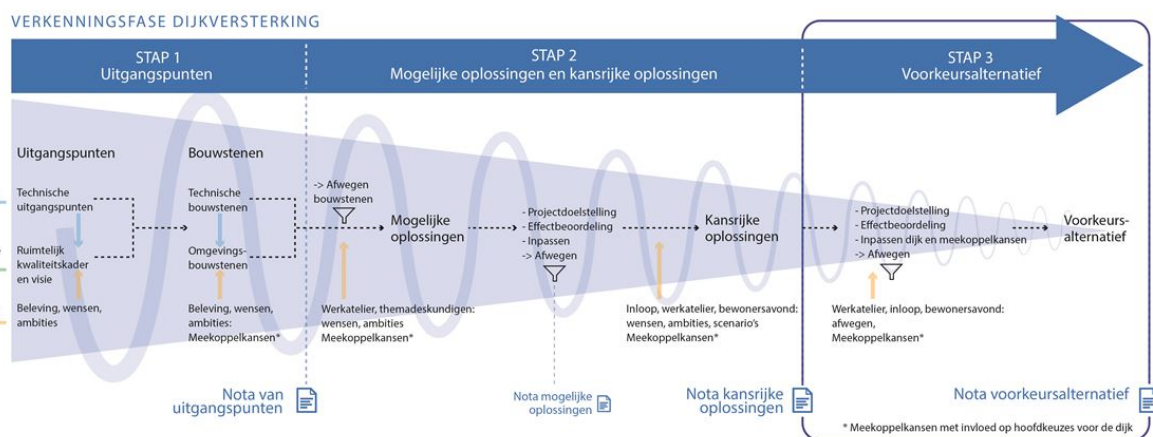 VERKENNINGSFASE DIJKVERSTERKING
STAP 1
Uitgangspunten
STAP 2
Mogelijke oplossingen en kansrijke oplossingen
STAP 3
Voorkeursalternatief
Uitgangspunten
Technische
uitgangspunten
Ruimtelijk
kwaliteitskader
en visie
Beleving, wensen,
ambities
Bouwstenen
Technische
bouwstenen
Omgevings-
bouwstenen
Beleving, wensen,
ambities:
Meekoppelkansen*
-> Afwegen
bouwstenen
Werkatelier, themadeskundigen:
wensen, ambities
Meekoppelkansen*
Mogelijke
oplossingen
- Projectdoelstelling
- Effectbeoordeling
- Inpassen
-> Afwegen
Kansrijke
oplossingen
Inloop, werkatelier, bewonersavond:
wensen, ambities, scenario's
Meekoppelkansen*
- Projectdoelstelling
- Effectbeoordeling
- Inpassen dijk en meekoppelkansen
-> Afwegen
Werkatelier, inloop, bewonersavond:
afwegen,
Meekoppelkansen*
Voorkeurs-
alternatief
Nota van
uitgangspunten
Nota mogelijke
oplossingen
Nota kansrijke
oplossingen
Nota voorkeursalternatief
* Meekoppelkansen met invloed op hoofdkeuzes voor de dijk